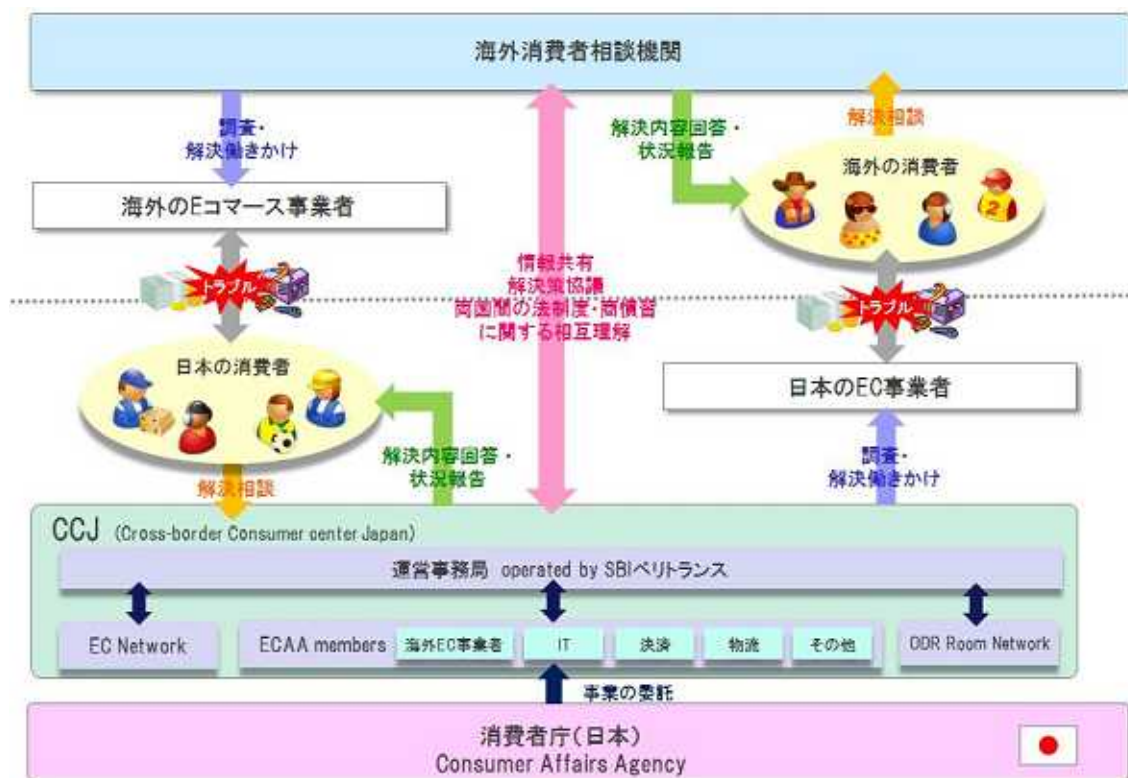 海外消費者相談機関
調査・
解決働きかけ
解決内容回答・
状況報告
解決相談
海外の消費者
海外のEコマース事業者
2
トラブル
情報共有
解決策協議
両国間の法制度・商慣習
に関する相互理解
トラブル
日本の消費者
日本のEC事業者
解決内容回答・
状況報告
調査・
解決働きかけ
解決相談
CCJ (Cross-border Consumer center Japan)
運営事務局 operated by SBIベリトランス
EC Network
ECAA members 海外EC事業者 IT 決済 物流 その他
ODR Room Network
事業の委託
消費者庁(日本)
Consumer Affairs Agency